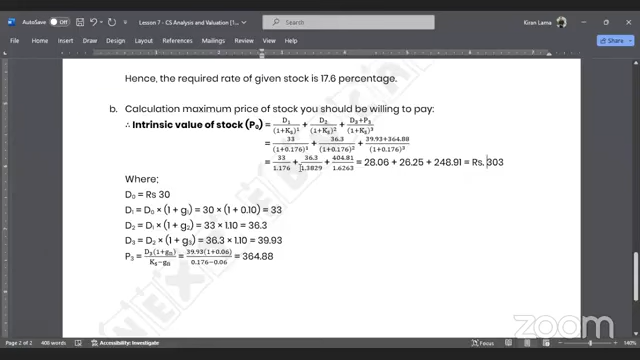 AutoSave Off Lesson 7 - CS Analysis and Valuation (1... Kiran Lama
File Home Insert Draw Design Layout References Mailings Review View Help Comments Editing Share
Hence, the required rate of given stock is 17.6 percentage.
b. Calculation maximum price of stock you should be willing to pay:
∴ Intrinsic value of stock (P₀) = D₁/(1+Kₛ)¹ + D₂/(1+Kₛ)² + D₃+P₃/(1+Kₛ)³
= 33/(1+0.176)¹ + 36.3/(1+0.176)² + 39.93+364.88/(1+0.176)³
= 33/1.176 + 36.3/1.3829 + 404.81/1.6263 = 28.06 + 26.25 + 248.91 = Rs. 303
Where;
D₀ = Rs 30
D₁ = D₀ × (1 + g₁) = 30 × (1 + 0.10) = 33
D₂ = D₁ × (1 + g₂) = 33 × 1.10 = 36.3
D₃ = D₂ × (1 + g₃) = 36.3 × 1.10 = 39.93
P₃ = D₃(1+gₙ)/Kₛ−gₙ = 39.93(1+0.06)/0.176−0.06 = 364.88
zoom
Page 2 of 2 400 words Accessibility: Investigate Focus 140%